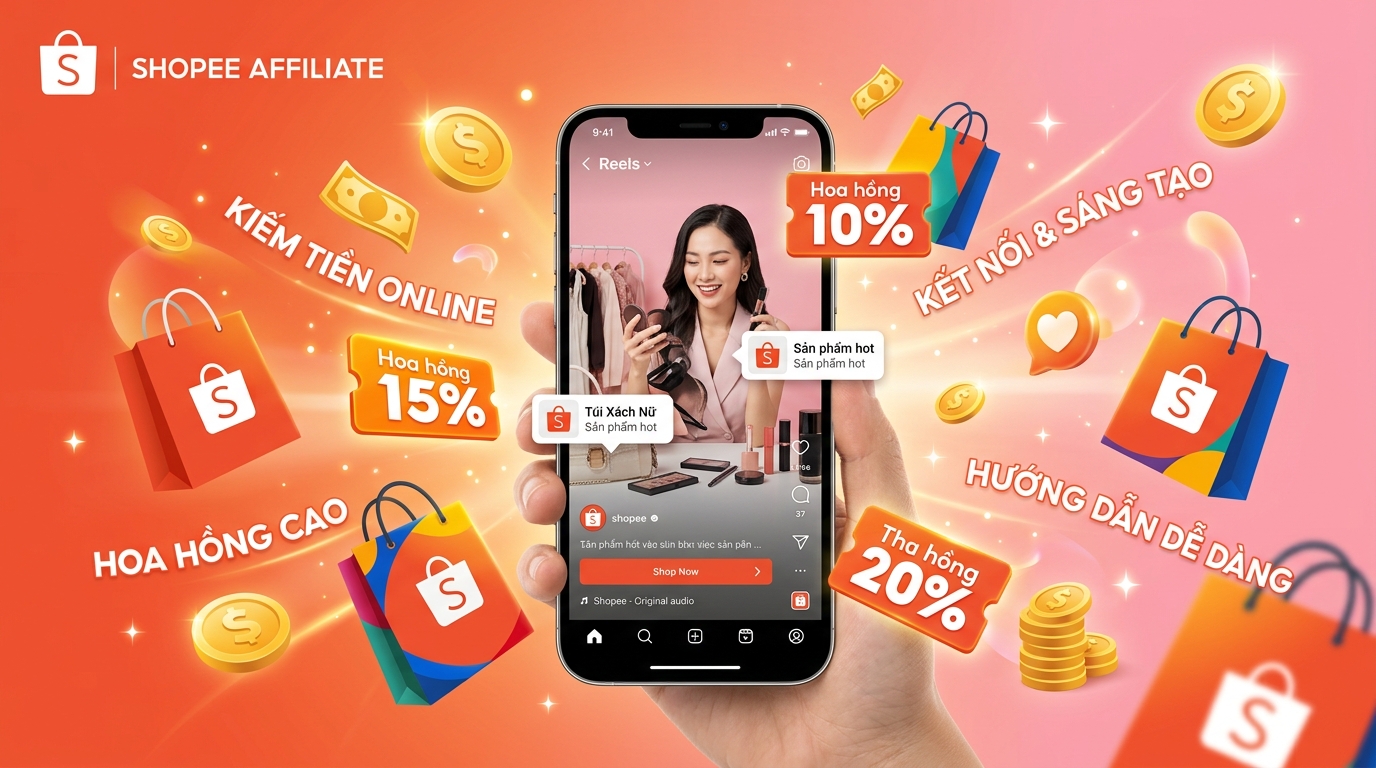 SHOPEE AFFILIATE
KIẾM TIỀN ONLINE
Hoa hồng
15%
HOA HỒNG CAO
9:41
Reels
Hoa hồng
10%
S
Sản phẩm hot
Sản phẩm hot
S
Túi Xách Nữ
Sản phẩm hot
shopee
Shop Now
Shopee - Original audio
37
Tha hồng
20%
KẾT NỐI & SÁNG TẠO
HƯỚNG DẪN DỄ DÀNG
S
S
S
S
S